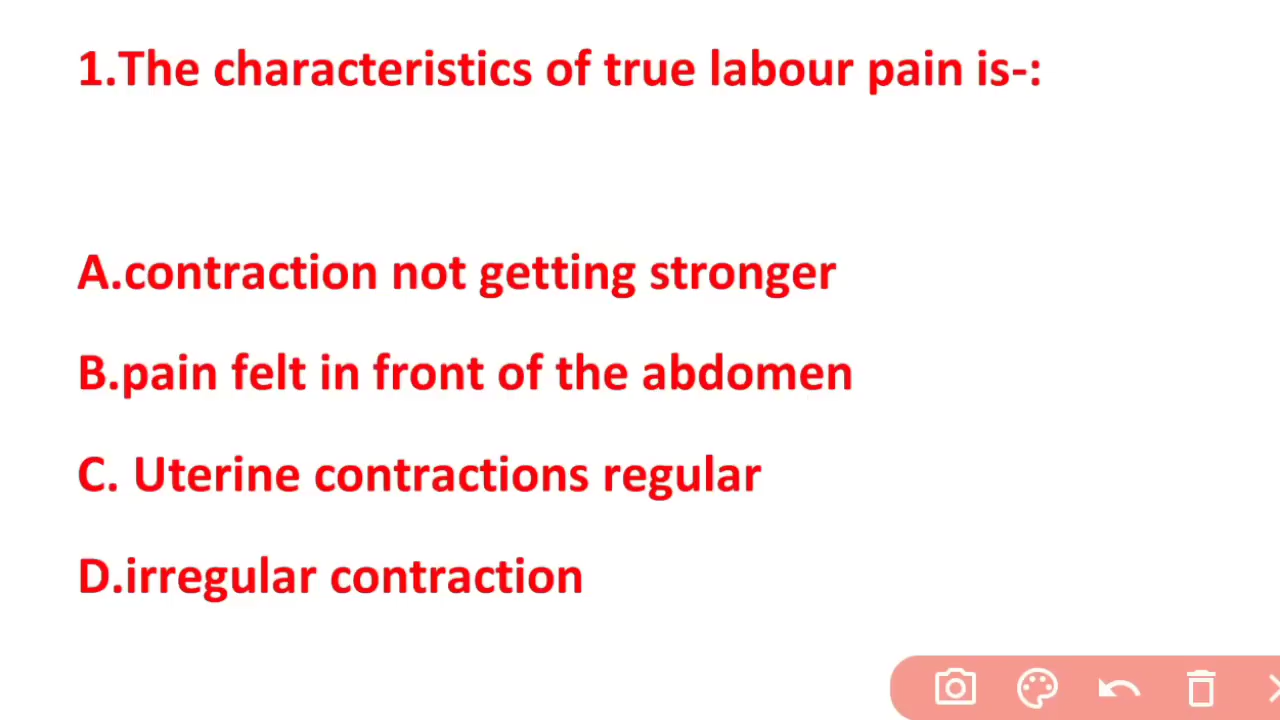 1.The characteristics of true labour pain is-:
A.contraction not getting stronger
B.pain felt in front of the abdomen
C. Uterine contractions regular
D.irregular contraction